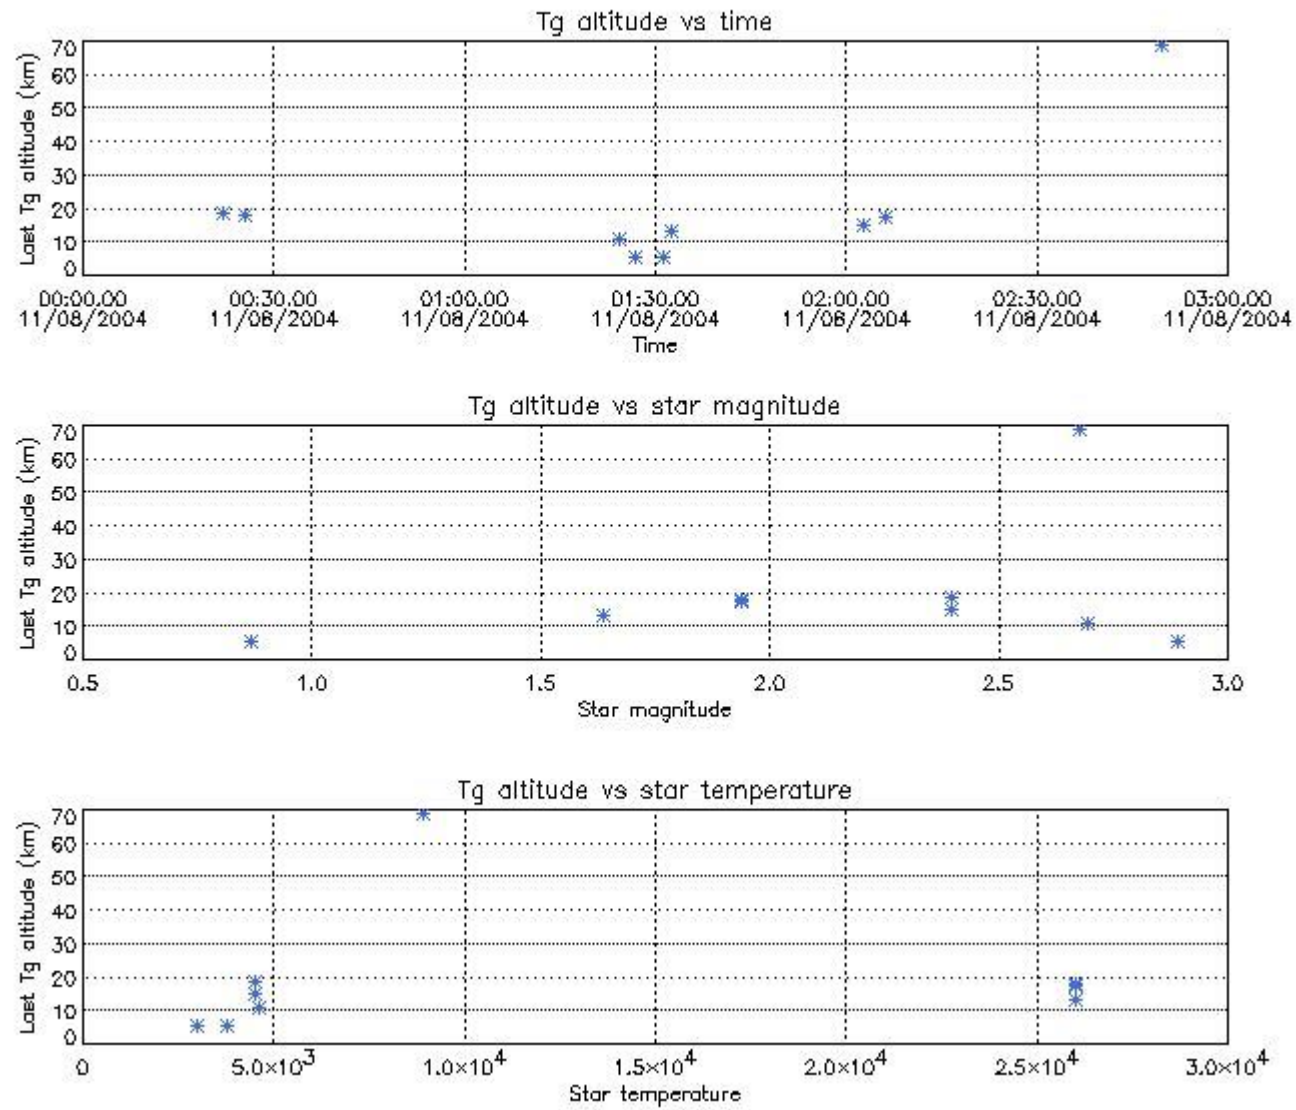 Tg altitude vs time
Last Tg altitude (km)
70
60
50
40
30
20
10
0
00:00.00 00:30.00 01:00.00 01:30.00 02:00.00 02:30.00 03:00.00
11/08/2004 11/08/2004 11/08/2004 11/08/2004 11/08/2004 11/08/2004 11/08/2004
Time
Tg altitude vs star magnitude
Last Tg altitude (km)
70
60
50
40
30
20
10
0
0.5 1.0 1.5 2.0 2.5 3.0
Star magnitude
Tg altitude vs star temperature
Last Tg altitude (km)
70
60
50
40
30
20
10
0
0 5.0×10³ 1.0×10⁴ 1.5×10⁴ 2.0×10⁴ 2.5×10⁴ 3.0×10⁴
Star temperature